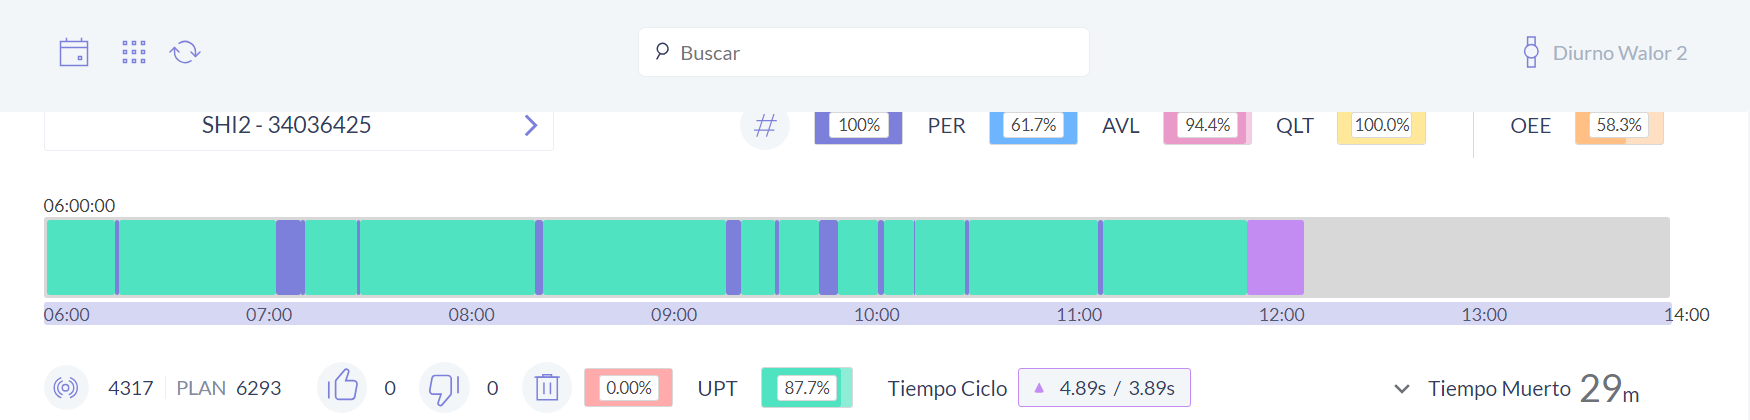 Buscar
Diurno Walor 2
SHI2 - 34036425
# 100% PER 61.7% AVL 94.4% QLT 100.0% OEE 58.3%
06:00:00
06:00 07:00 08:00 09:00 10:00 11:00 12:00 13:00 14:00
4317 PLAN 6293 0 0 0.00% UPT 87.7% Tiempo Ciclo ▲ 4.89s / 3.89s Tiempo Muerto 29m